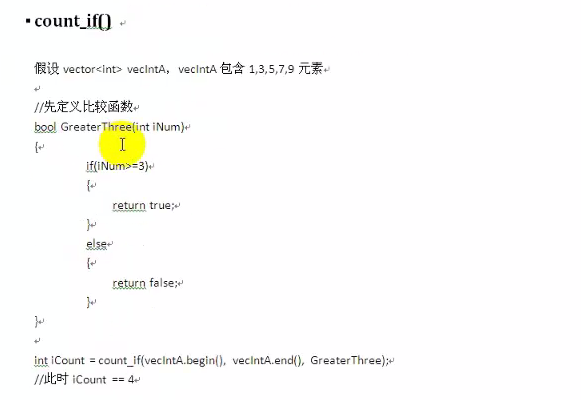 ▪ count_if()
假设 vector<int> vecIntA，vecIntA 包含 1,3,5,7,9 元素
//先定义比较函数
bool GreaterThree(int iNum)
{
if(iNum>=3)
{
return true;
}
else
{
return false;
}
}
int iCount = count_if(vecIntA.begin(), vecIntA.end(), GreaterThree);
//此时 iCount == 4